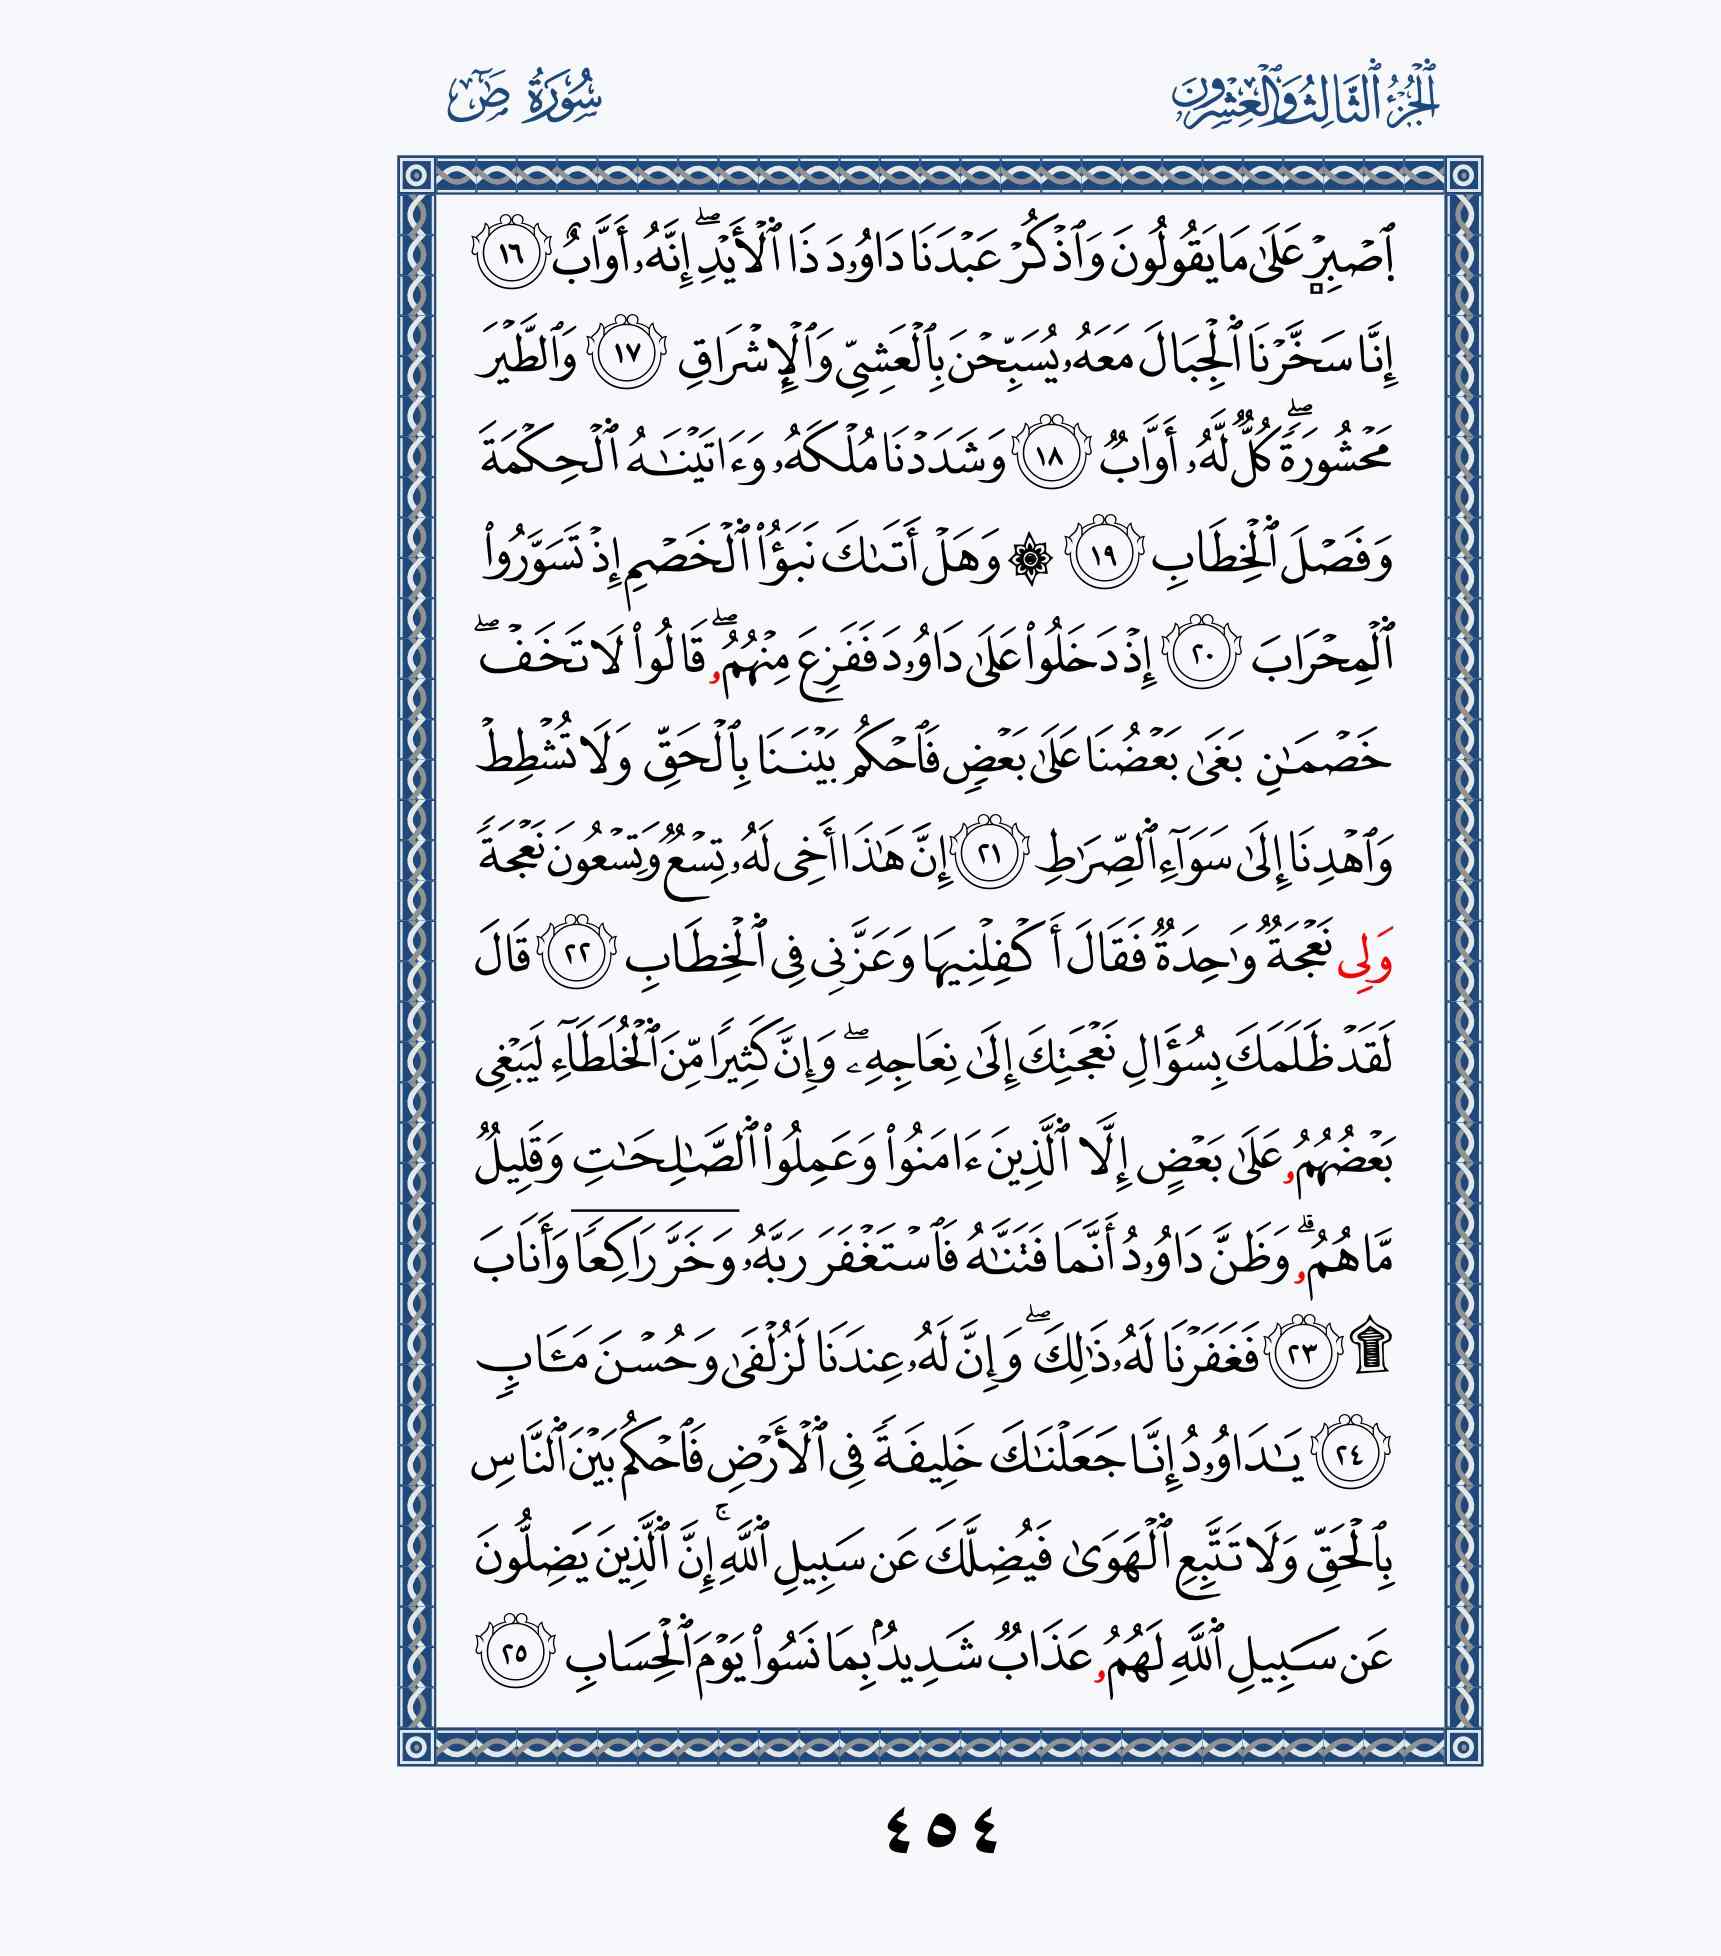 ٱلْجُزْءُ ٱلثَّالِثُ وَٱلْعِشْرُونَ
سُورَةُ صٓ
ٱصْبِرْ عَلَىٰ مَا يَقُولُونَ وَٱذْكُرْ عَبْدَنَا دَاوُۥدَ ذَا ٱلْأَيْدِۖ إِنَّهُۥ أَوَّابٌ ١٦
إِنَّا سَخَّرْنَا ٱلْجِبَالَ مَعَهُۥ يُسَبِّحْنَ بِٱلْعَشِيِّ وَٱلْإِشْرَاقِ ١٧ وَٱلطَّيْرَ
مَحْشُورَةًۖ كُلٌّ لَّهُۥ أَوَّابٌ ١٨ وَشَدَدْنَا مُلْكَهُۥ وَءَاتَيْنَٰهُ ٱلْحِكْمَةَ
وَفَصْلَ ٱلْخِطَابِ ١٩ ۞ وَهَلْ أَتَىٰكَ نَبَؤُا۟ ٱلْخَصْمِ إِذْ تَسَوَّرُوا۟
ٱلْمِحْرَابَ ٢٠ إِذْ دَخَلُوا۟ عَلَىٰ دَاوُۥدَ فَفَزِعَ مِنْهُمُۥۖ قَالُوا۟ لَا تَخَفْۖ
خَصْمَٰنِ بَغَىٰ بَعْضُنَا عَلَىٰ بَعْضٍ فَٱحْكُم بَيْنَنَا بِٱلْحَقِّ وَلَا تُشْطِطْ
وَٱهْدِنَا إِلَىٰ سَوَآءِ ٱلصِّرَٰطِ ٢١ إِنَّ هَٰذَا أَخِى لَهُۥ تِسْعٌ وَتِسْعُونَ نَعْجَةً
وَلِى نَعْجَةٌ وَٰحِدَةٌ فَقَالَ أَكْفِلْنِيهَا وَعَزَّنِى فِى ٱلْخِطَابِ ٢٢ قَالَ
لَقَدْ ظَلَمَكَ بِسُؤَالِ نَعْجَتِكَ إِلَىٰ نِعَاجِهِۦۖ وَإِنَّ كَثِيرًا مِّنَ ٱلْخُلَطَآءِ لَيَبْغِى
بَعْضُهُمُۥ عَلَىٰ بَعْضٍ إِلَّا ٱلَّذِينَ ءَامَنُوا۟ وَعَمِلُوا۟ ٱلصَّٰلِحَٰتِ وَقَلِيلٌ
مَّا هُمُۥۗ وَظَنَّ دَاوُۥدُ أَنَّمَا فَتَنَّٰهُ فَٱسْتَغْفَرَ رَبَّهُۥ وَخَرَّ رَاكِعًا وَأَنَابَ
۩ ٢٣ فَغَفَرْنَا لَهُۥ ذَٰلِكَۖ وَإِنَّ لَهُۥ عِندَنَا لَزُلْفَىٰ وَحُسْنَ مَـَٔابٍ
٢٤ يَٰدَاوُۥدُ إِنَّا جَعَلْنَٰكَ خَلِيفَةً فِى ٱلْأَرْضِ فَٱحْكُم بَيْنَ ٱلنَّاسِ
بِٱلْحَقِّ وَلَا تَتَّبِعِ ٱلْهَوَىٰ فَيُضِلَّكَ عَن سَبِيلِ ٱللَّهِۚ إِنَّ ٱلَّذِينَ يَضِلُّونَ
عَن سَبِيلِ ٱللَّهِ لَهُمُۥ عَذَابٌ شَدِيدٌۢ بِمَا نَسُوا۟ يَوْمَ ٱلْحِسَابِ ٢٥
٤٥٤